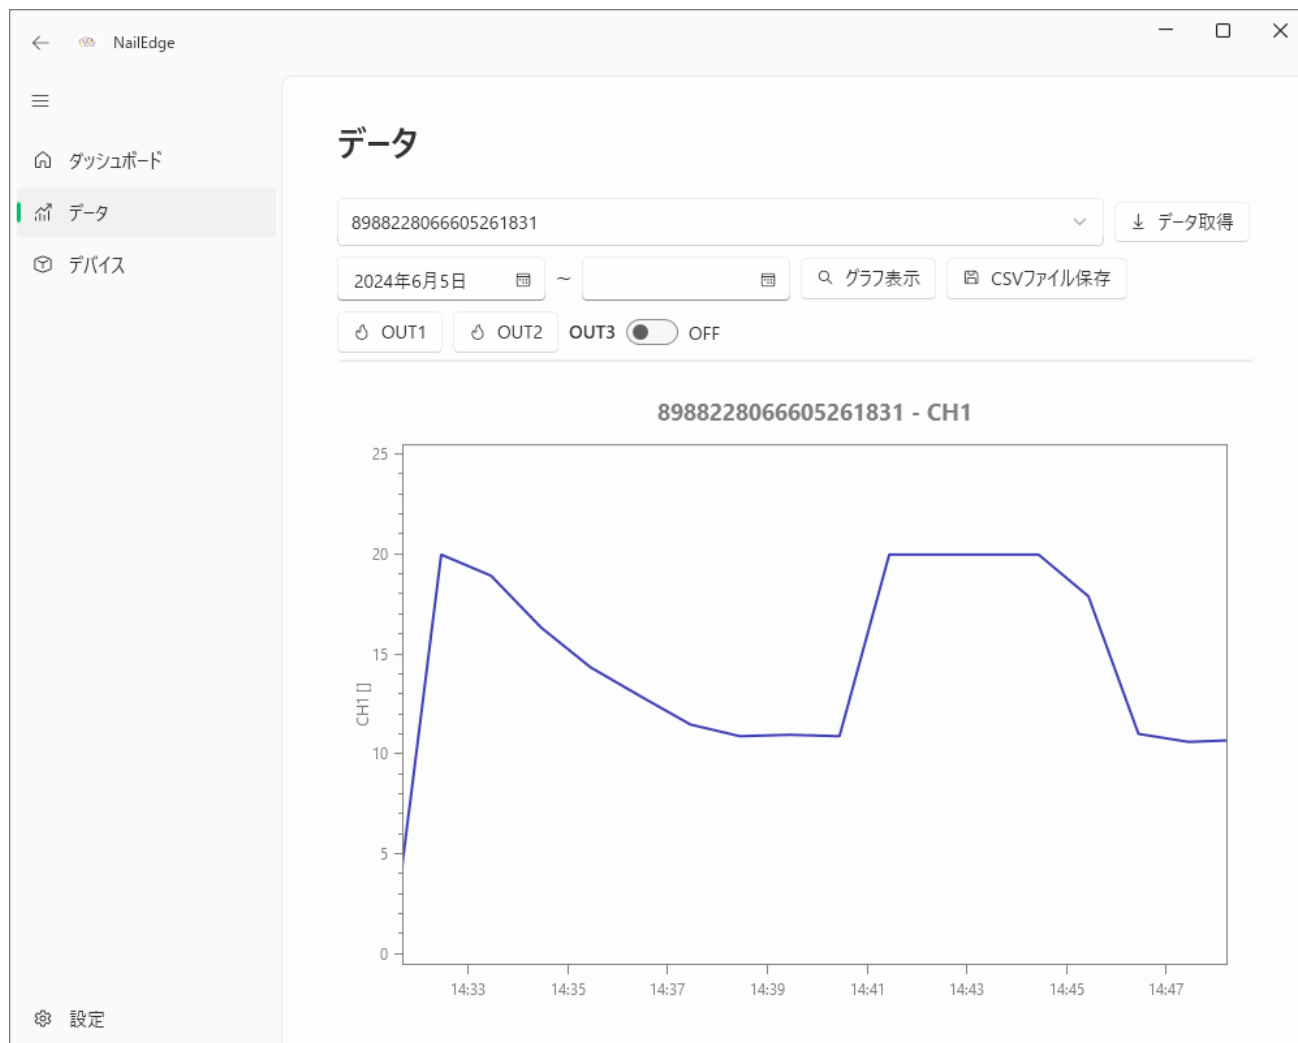 NailEdge
ダッシュボード
データ
デバイス
設定
データ
8988228066605261831
データ取得
2024年6月5日 ~ グラフ表示 CSVファイル保存
OUT1 OUT2 OUT3 OFF
8988228066605261831 - CH1
CH1 []
25
20
15
10
5
0
14:33 14:35 14:37 14:39 14:41 14:43 14:45 14:47